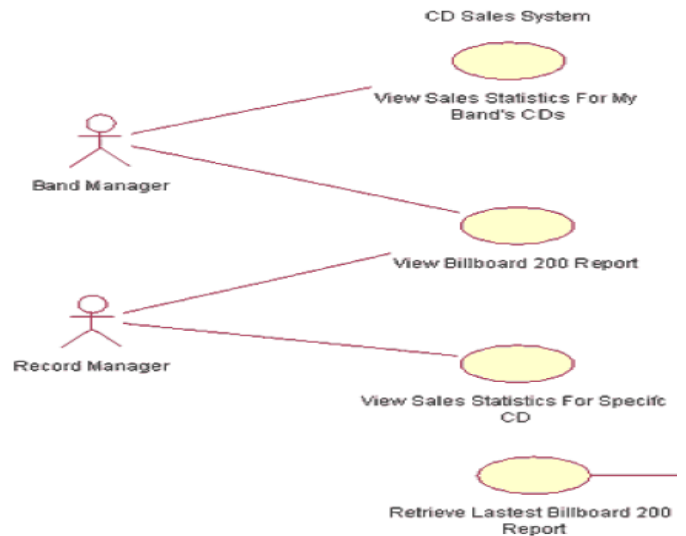 CD Sales System
View Sales Statistics For My
Band's CDs
Band Manager
View Billboard 200 Report
Record Manager
View Sales Statistics For Specifc
CD
Retrieve Lastest Billboard 200
Report